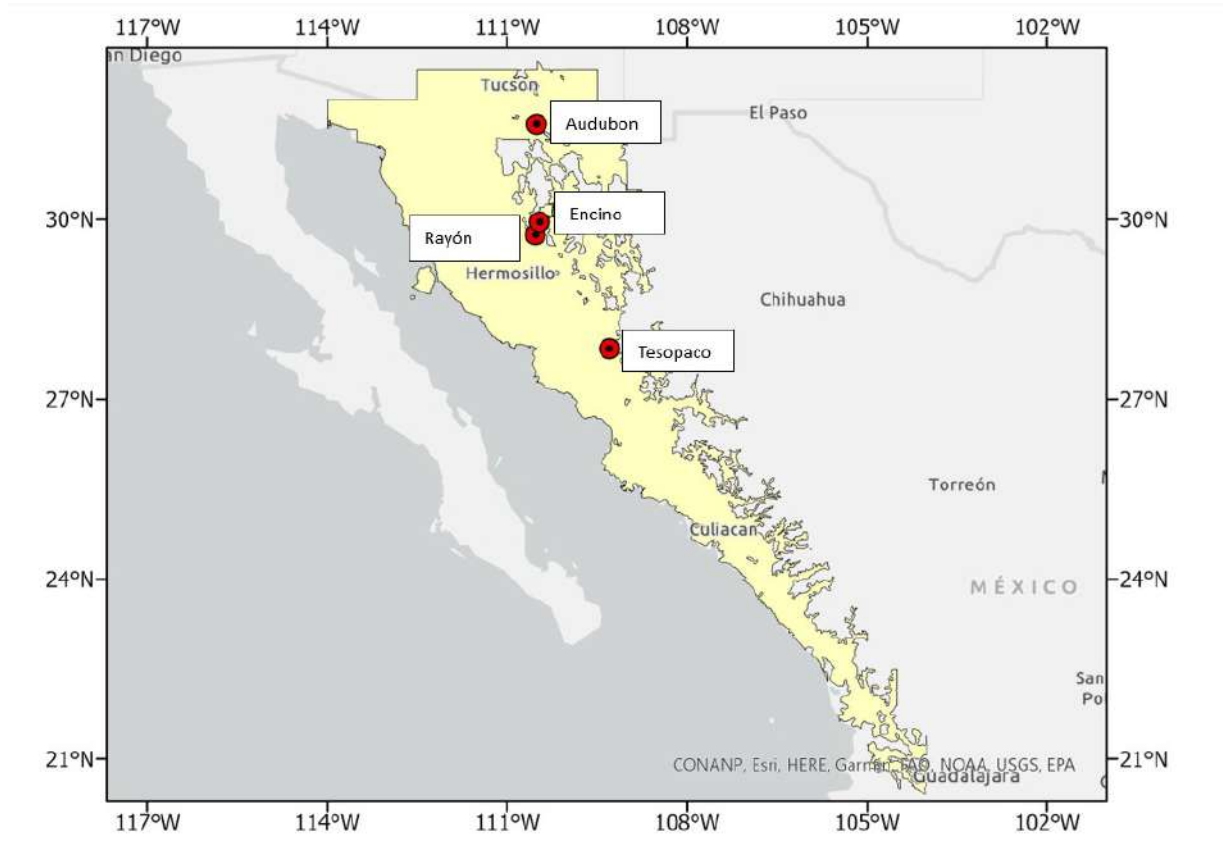 117°W 114°W 111°W 108°W 105°W 102°W
an Diego
Tucson
El Paso
Audubon
30°N 30°N
Encino
Rayón
Hermosillo
Chihuahua
Tesopaco
27°N 27°N
Torreón
Culiacan
24°N 24°N
MÉXICO
San
Po
21°N 21°N
CONANP, Esri, HERE, Garmin, FAO, NOAA, USGS, EPA
Guadalajara
117°W 114°W 111°W 108°W 105°W 102°W